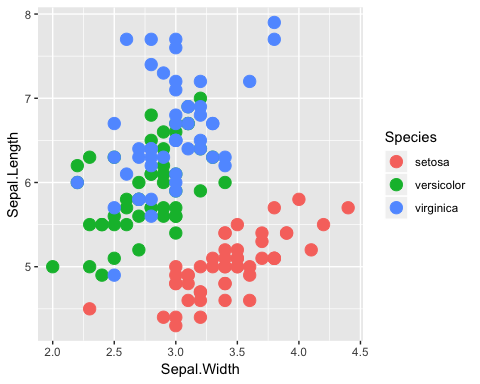 8
7
6
5
Sepal.Length
2.0 2.5 3.0 3.5 4.0 4.5
Sepal.Width
Species
setosa
versicolor
virginica